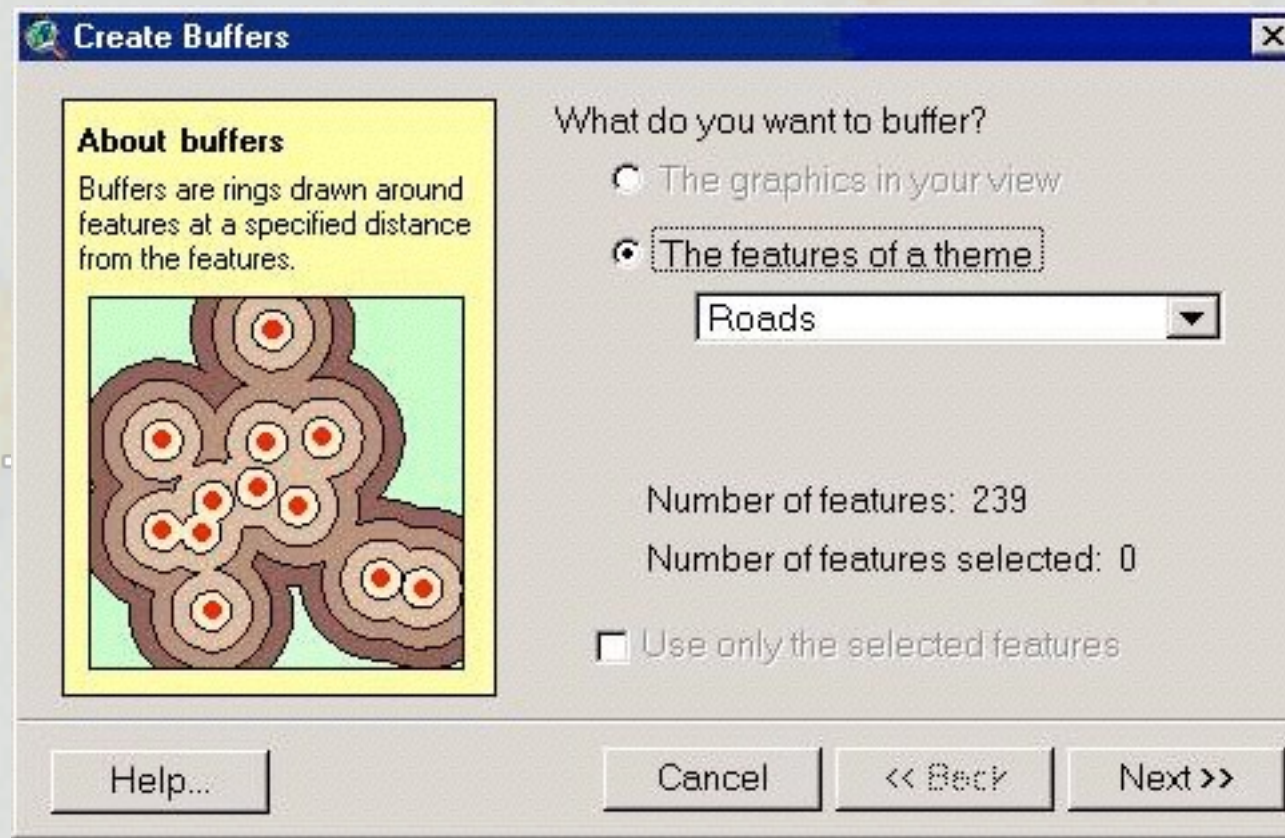 Create Buffers
About buffers
Buffers are rings drawn around
features at a specified distance
from the features.
What do you want to buffer?
The graphics in your view
The features of a theme
Roads
Number of features: 239
Number of features selected: 0
Use only the selected features
Help...
Cancel
<< Back
Next >>